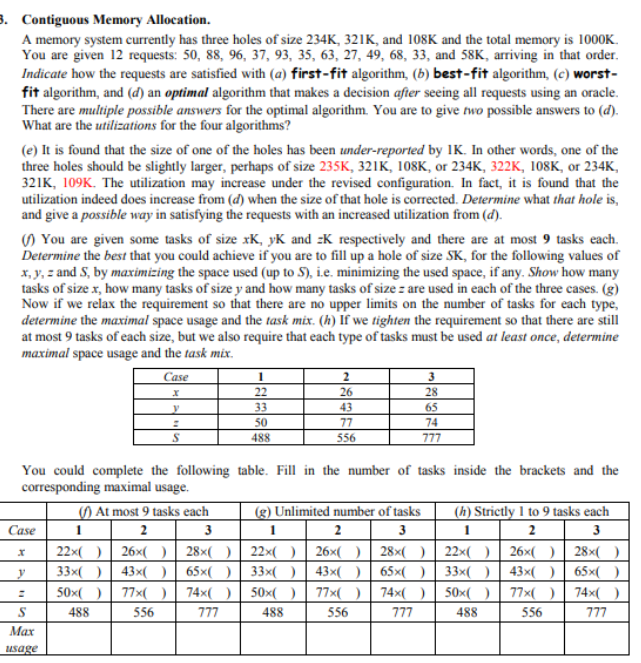 3. Contiguous Memory Allocation.
A memory system currently has three holes of size 234K, 321K, and 108K and the total memory is 1000K.
You are given 12 requests: 50, 88, 96, 37, 93, 35, 63, 27, 49, 68, 33, and 58K, arriving in that order.
Indicate how the requests are satisfied with (a) first-fit algorithm, (b) best-fit algorithm, (c) worst-
fit algorithm, and (d) an optimal algorithm that makes a decision after seeing all requests using an oracle.
There are multiple possible answers for the optimal algorithm. You are to give two possible answers to (d).
What are the utilizations for the four algorithms?
(e) It is found that the size of one of the holes has been under-reported by 1K. In other words, one of the
three holes should be slightly larger, perhaps of size 235K, 321K, 108K, or 234K, 322K, 108K, or 234K,
321K, 109K. The utilization may increase under the revised configuration. In fact, it is found that the
utilization indeed does increase from (d) when the size of that hole is corrected. Determine what that hole is,
and give a possible way in satisfying the requests with an increased utilization from (d).
(f) You are given some tasks of size xK, yK and zK respectively and there are at most 9 tasks each.
Determine the best that you could achieve if you are to fill up a hole of size SK, for the following values of
x, y, z and S, by maximizing the space used (up to S), i.e. minimizing the used space, if any. Show how many
tasks of size x, how many tasks of size y and how many tasks of size z are used in each of the three cases. (g)
Now if we relax the requirement so that there are no upper limits on the number of tasks for each type,
determine the maximal space usage and the task mix. (h) If we tighten the requirement so that there are still
at most 9 tasks of each size, but we also require that each type of tasks must be used at least once, determine
maximal space usage and the task mix.
Case 1 2 3
x 22 26 28
y 33 43 65
z 50 77 74
S 488 556 777
You could complete the following table. Fill in the number of tasks inside the brackets and the
corresponding maximal usage.
(f) At most 9 tasks each (g) Unlimited number of tasks (h) Strictly 1 to 9 tasks each
Case 1 2 3 1 2 3 1 2 3
x 22×( ) 26×( ) 28×( ) 22×( ) 26×( ) 28×( ) 22×( ) 26×( ) 28×( )
y 33×( ) 43×( ) 65×( ) 33×( ) 43×( ) 65×( ) 33×( ) 43×( ) 65×( )
z 50×( ) 77×( ) 74×( ) 50×( ) 77×( ) 74×( ) 50×( ) 77×( ) 74×( )
S 488 556 777 488 556 777 488 556 777
Max
usage